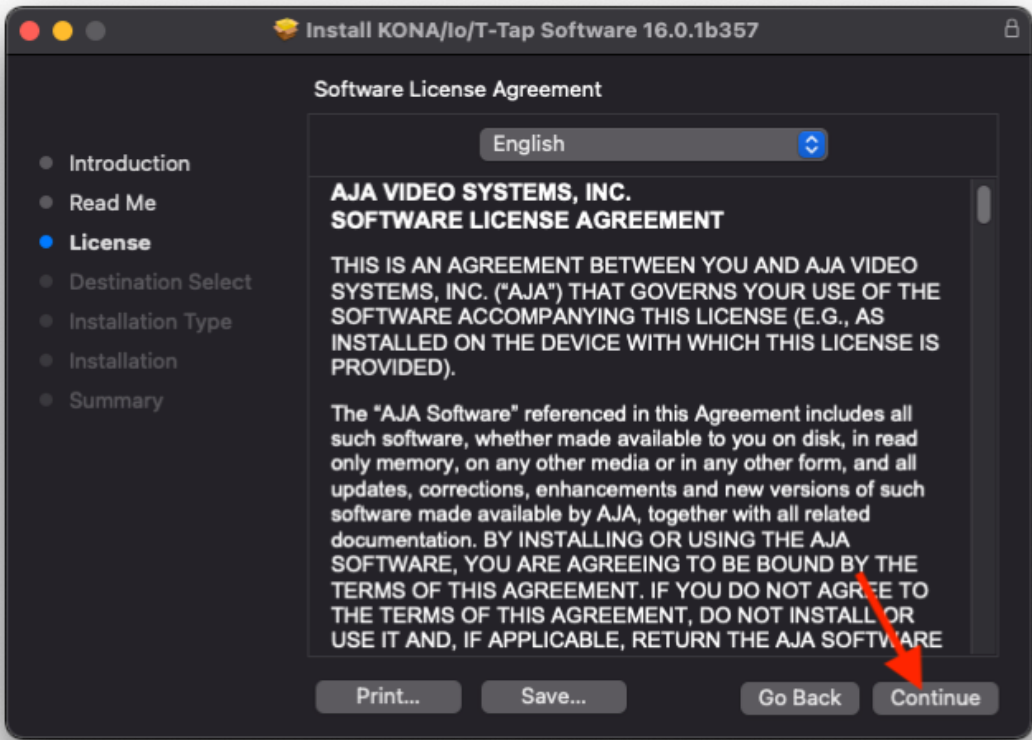 Install KONA/Io/T-Tap Software 16.0.1b357
Software License Agreement
Introduction
Read Me
License
Destination Select
Installation Type
Installation
Summary
English
AJA VIDEO SYSTEMS, INC.
SOFTWARE LICENSE AGREEMENT
THIS IS AN AGREEMENT BETWEEN YOU AND AJA VIDEO
SYSTEMS, INC. (“AJA”) THAT GOVERNS YOUR USE OF THE
SOFTWARE ACCOMPANYING THIS LICENSE (E.G., AS
INSTALLED ON THE DEVICE WITH WHICH THIS LICENSE IS
PROVIDED).
The “AJA Software” referenced in this Agreement includes all
such software, whether made available to you on disk, in read
only memory, on any other media or in any other form, and all
updates, corrections, enhancements and new versions of such
software made available by AJA, together with all related
documentation. BY INSTALLING OR USING THE AJA
SOFTWARE, YOU ARE AGREEING TO BE BOUND BY THE
TERMS OF THIS AGREEMENT. IF YOU DO NOT AGREE TO
THE TERMS OF THIS AGREEMENT, DO NOT INSTALL OR
USE IT AND, IF APPLICABLE, RETURN THE AJA SOFTWARE
Print...
Save...
Go Back
Continue